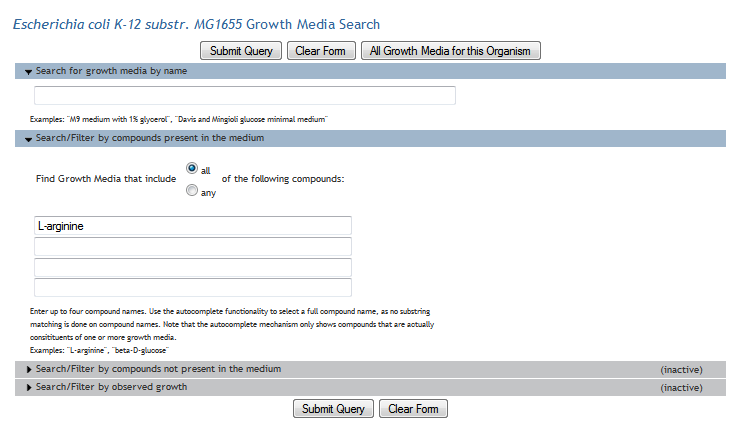 Escherichia coli K-12 substr. MG1655 Growth Media Search
Submit Query Clear Form All Growth Media for this Organism
Search for growth media by name
Examples: "M9 medium with 1% glycerol", "Davis and Mingioli glucose minimal medium"
Search/Filter by compounds present in the medium
all
Find Growth Media that include of the following compounds:
any
L-arginine
Enter up to four compound names. Use the autocomplete functionality to select a full compound name, as no substring
matching is done on compound names. Note that the autocomplete mechanism only shows compounds that are actually
consitituents of one or more growth media.
Examples: "L-arginine", "beta-D-glucose"
Search/Filter by compounds not present in the medium (inactive)
Search/Filter by observed growth (inactive)
Submit Query Clear Form